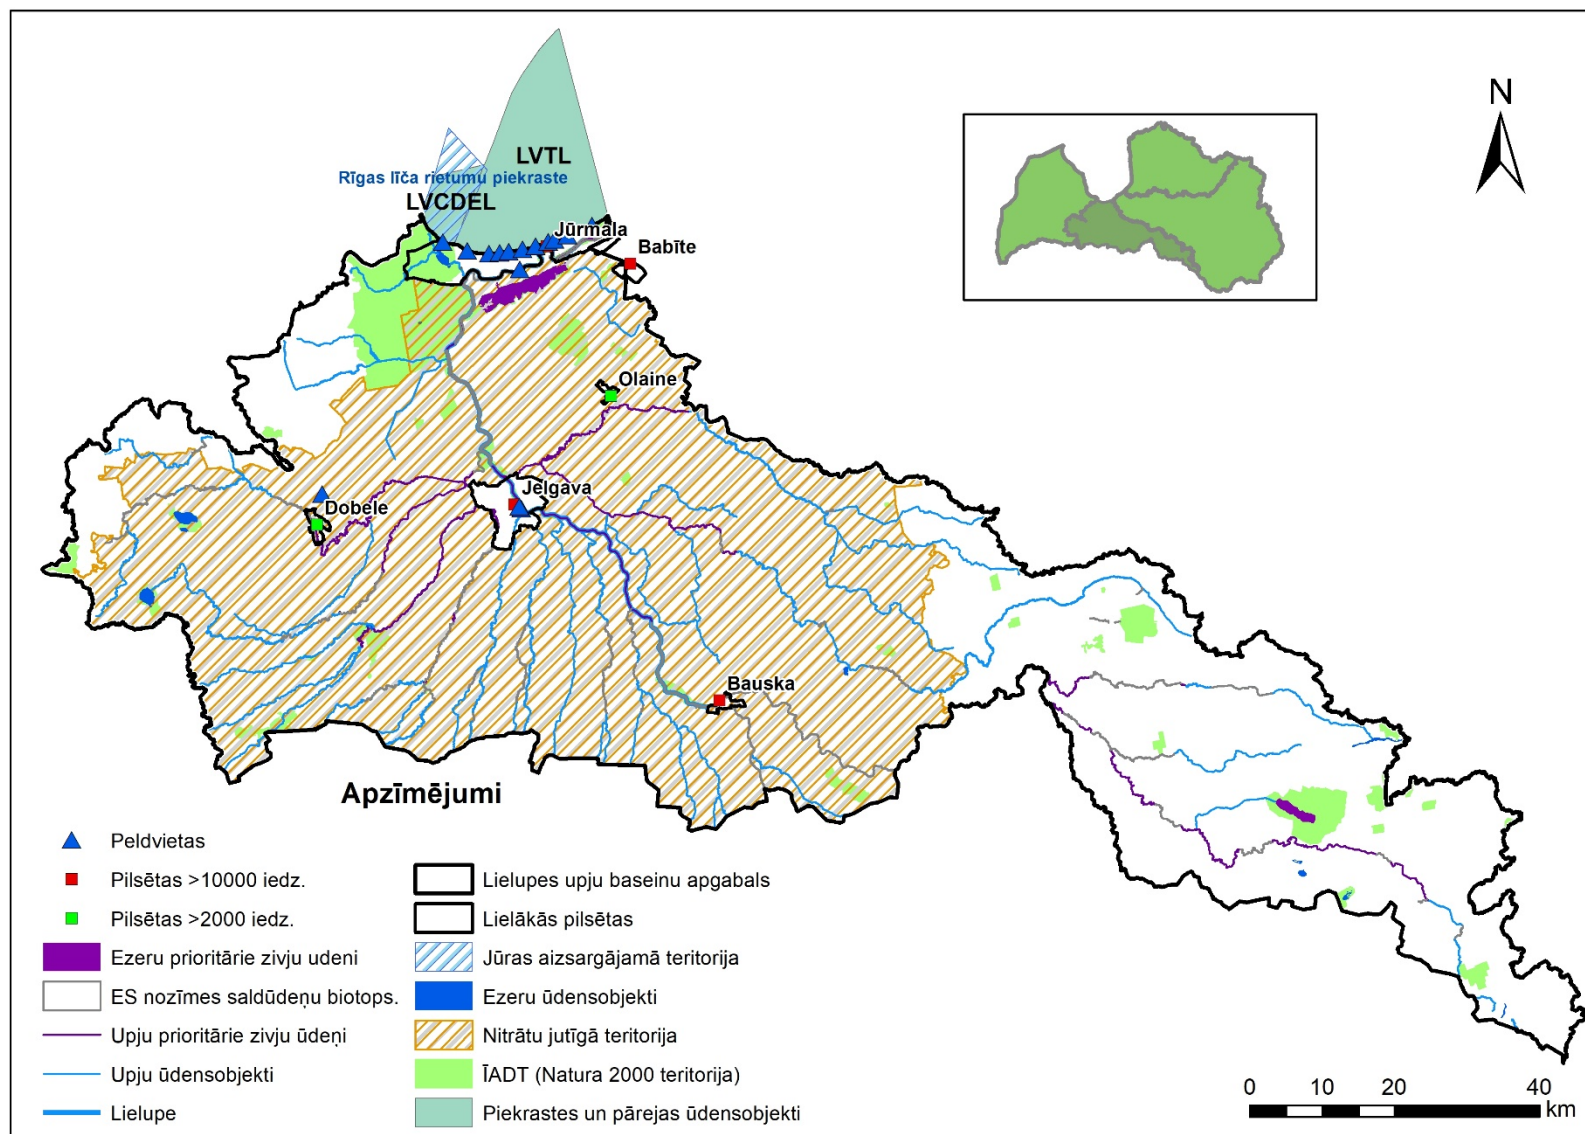 N
LVTL
Rīgas līča rietumu piekraste
LVCDEL
Jūrmala
Babīte
Olaine
Jelgava
Dobele
Bauska
Apzīmējumi
Peldvietas
Pilsētas >10000 iedz.
Pilsētas >2000 iedz.
Ezeru prioritārie zivju udeni
ES nozīmes saldūdeņu biotops.
Upju prioritārie zivju ūdeņi
Upju ūdensobjekti
Lielupe
Lielupes upju baseinu apgabals
Lielākās pilsētas
Jūras aizsargājamā teritorija
Ezeru ūdensobjekti
Nitrātu jutīgā teritorija
ĪADT (Natura 2000 teritorija)
Piekrastes un pārejas ūdensobjekti
0 10 20 40
km